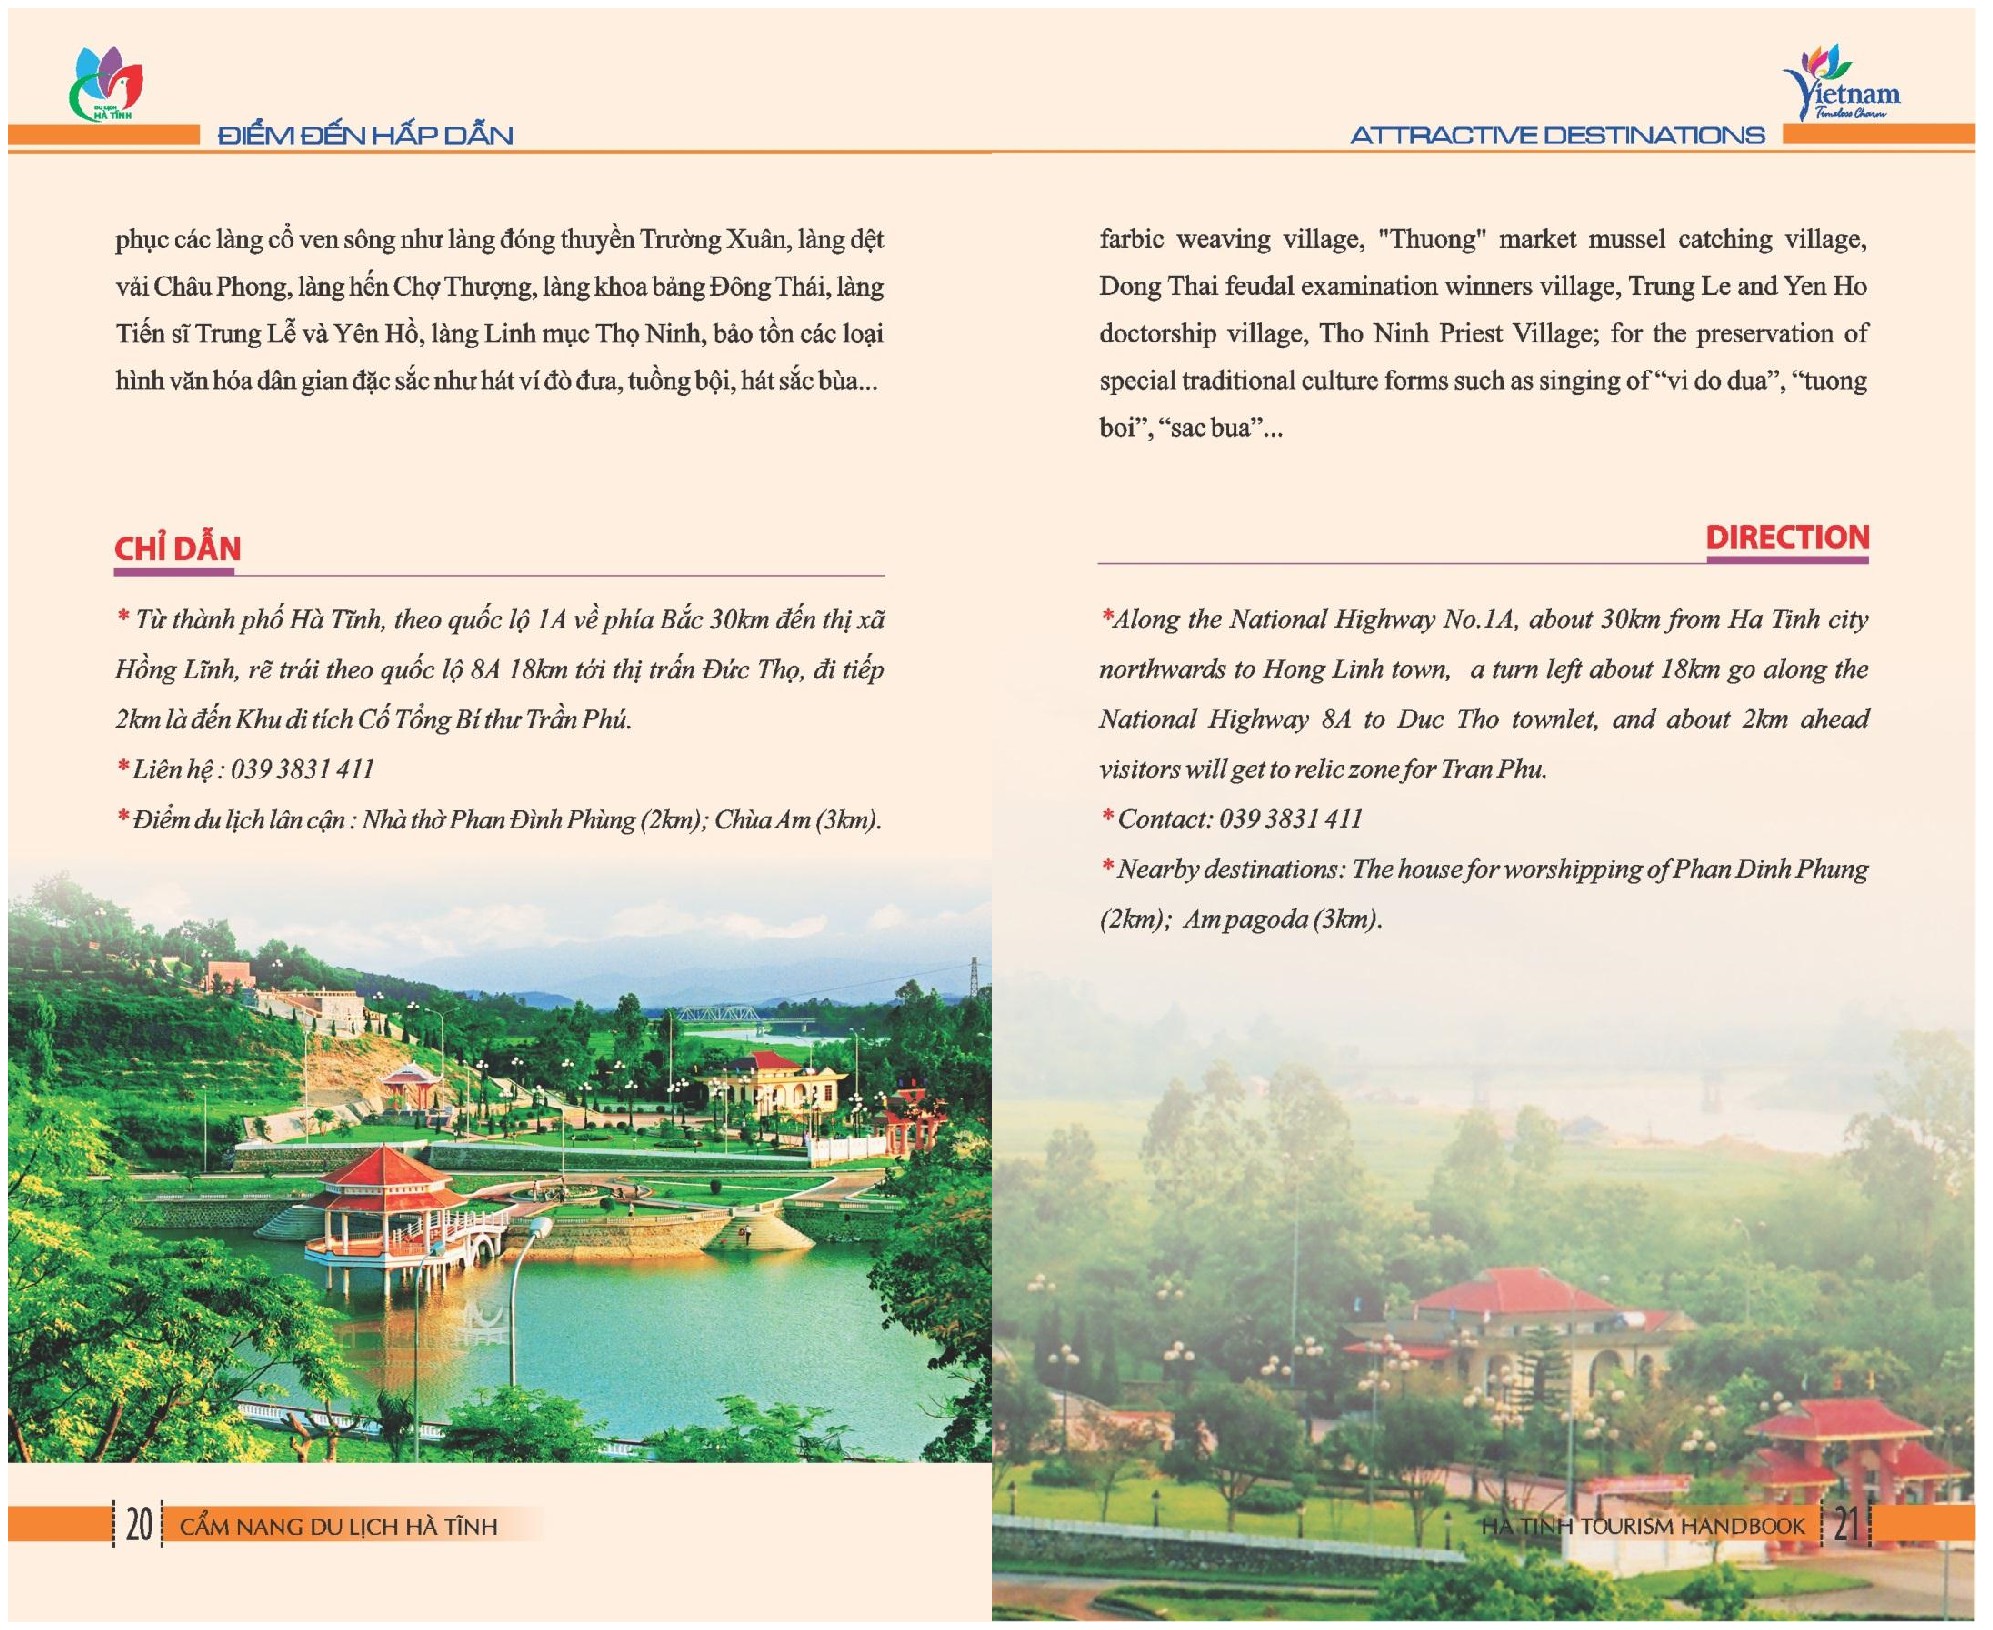 DU LỊCH
HÀ TĨNH
ĐIỂM ĐẾN HẤP DẪN
phục các làng cổ ven sông như làng đóng thuyền Trường Xuân, làng dệt
vải Châu Phong, làng hến Chợ Thượng, làng khoa bảng Đông Thái, làng
Tiến sĩ Trung Lễ và Yên Hồ, làng Linh mục Thọ Ninh, bảo tồn các loại
hình văn hóa dân gian đặc sắc như hát ví đò đưa, tuồng bội, hát sắc bùa...
CHỈ DẪN
* Từ thành phố Hà Tĩnh, theo quốc lộ 1A về phía Bắc 30km đến thị xã
Hồng Lĩnh, rẽ trái theo quốc lộ 8A 18km tới thị trấn Đức Thọ, đi tiếp
2km là đến Khu di tích Cố Tổng Bí thư Trần Phú.
* Liên hệ : 039 3831 411
* Điểm du lịch lân cận : Nhà thờ Phan Đình Phùng (2km); Chùa Am (3km).
20 CẨM NANG DU LỊCH HÀ TĨNH
Vietnam
Timeless Charm
ATTRACTIVE DESTINATIONS
farbic weaving village, "Thuong" market mussel catching village,
Dong Thai feudal examination winners village, Trung Le and Yen Ho
doctorship village, Tho Ninh Priest Village; for the preservation of
special traditional culture forms such as singing of “vi do dua”, “tuong
boi”, “sac bua”...
DIRECTION
*Along the National Highway No.1A, about 30km from Ha Tinh city
northwards to Hong Linh town, a turn left about 18km go along the
National Highway 8A to Duc Tho townlet, and about 2km ahead
visitors will get to relic zone for Tran Phu.
* Contact: 039 3831 411
* Nearby destinations: The house for worshipping of Phan Dinh Phung
(2km); Am pagoda (3km).
HA TINH TOURISM HANDBOOK 21